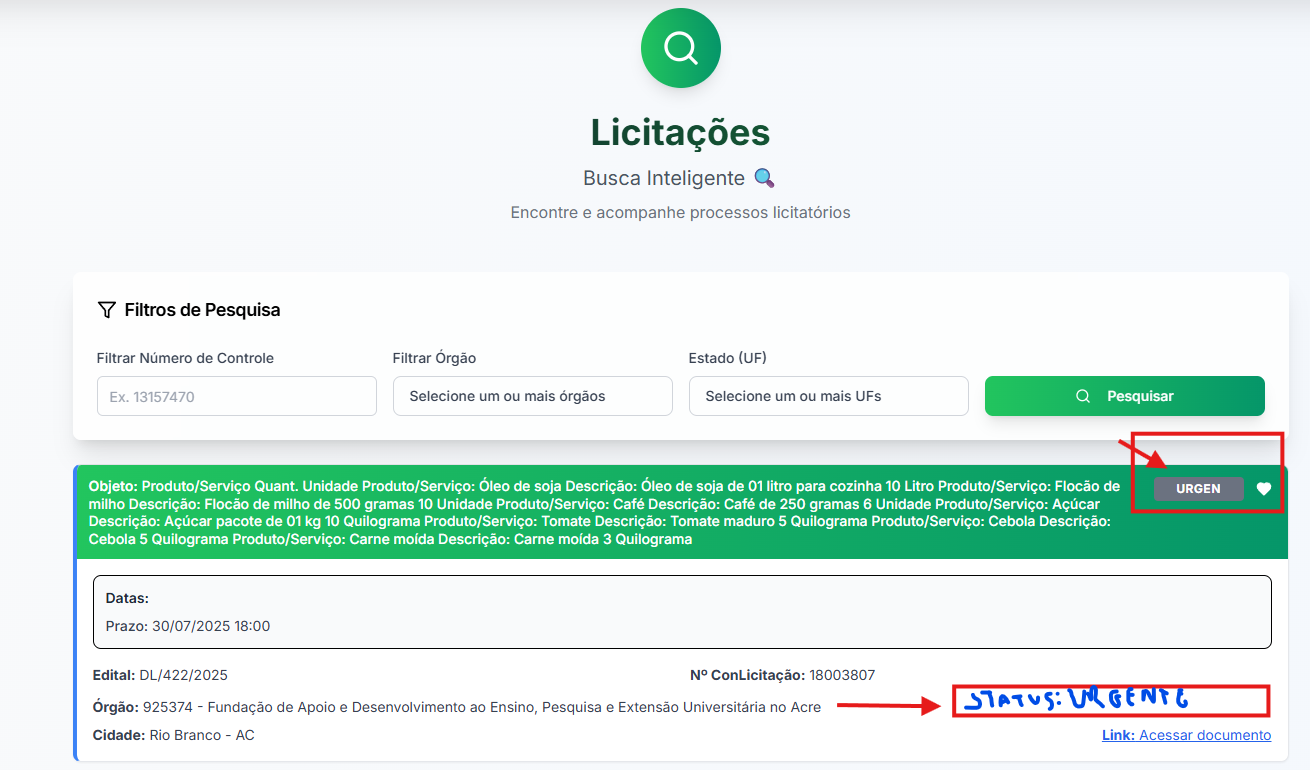 Licitações
Busca Inteligente
Encontre e acompanhe processos licitatórios
Filtros de Pesquisa
Filtrar Número de Controle
Filtrar Órgão
Estado (UF)
Ex. 13157470
Selecione um ou mais órgãos
Selecione um ou mais UFs
Pesquisar
Objeto: Produto/Serviço Quant. Unidade Produto/Serviço: Óleo de soja Descrição: Óleo de soja de 01 litro para cozinha 10 Litro Produto/Serviço: Flocão de
milho Descrição: Flocão de milho de 500 gramas 10 Unidade Produto/Serviço: Café Descrição: Café de 250 gramas 6 Unidade Produto/Serviço: Açúcar
Descrição: Açúcar pacote de 01 kg 10 Quilograma Produto/Serviço: Tomate Descrição: Tomate maduro 5 Quilograma Produto/Serviço: Cebola Descrição:
Cebola 5 Quilograma Produto/Serviço: Carne moída Descrição: Carne moída 3 Quilograma
URGEN
Datas:
Prazo: 30/07/2025 18:00
Edital: DL/422/2025
Nº ConLicitação: 18003807
Órgão: 925374 - Fundação de Apoio e Desenvolvimento ao Ensino, Pesquisa e Extensão Universitária no Acre
STATUS: URGENTE
Cidade: Rio Branco - AC
Link: Acessar documento